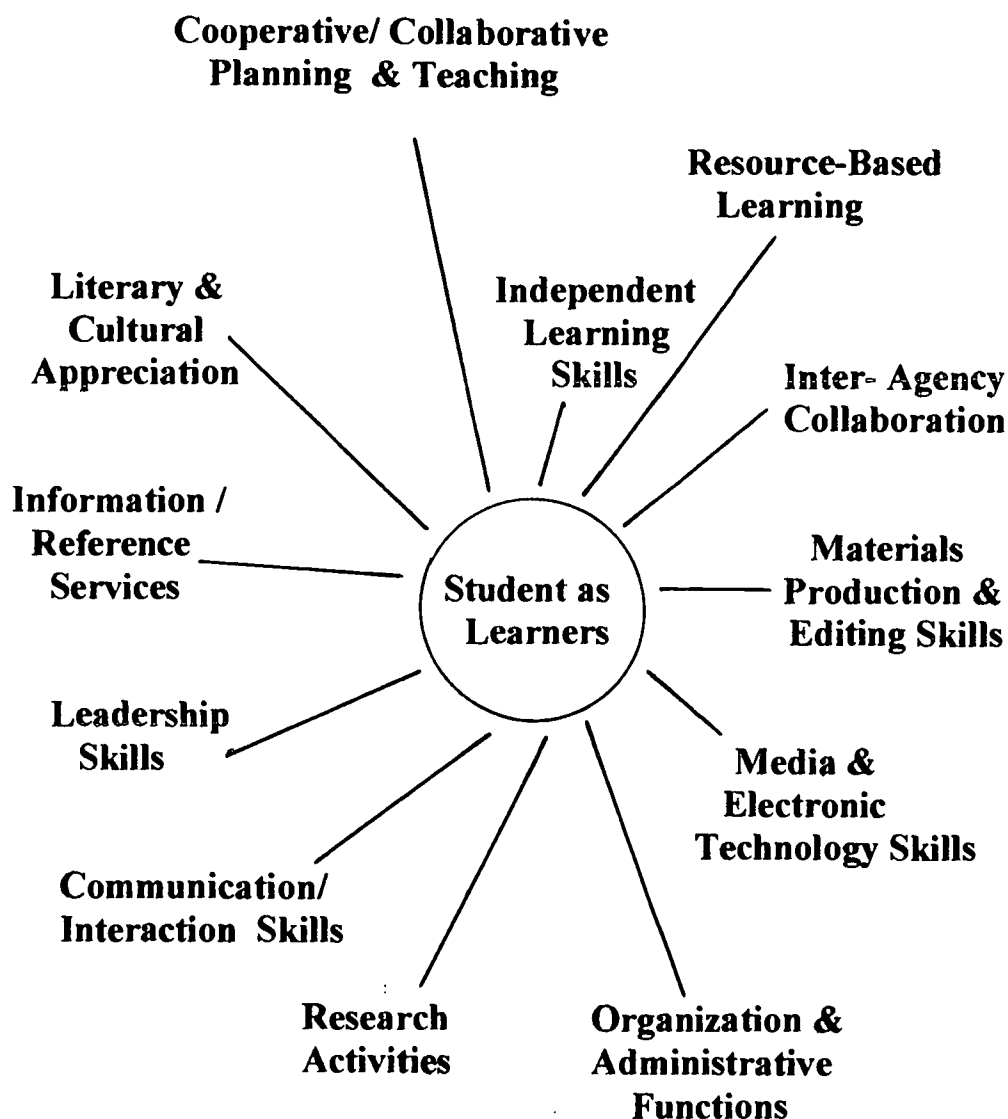 Cooperative/ Collaborative
Planning & Teaching
Resource-Based
Learning
Literary &
Cultural
Appreciation
Independent
Learning
Skills
Inter- Agency
Collaboration
Information /
Reference
Services
Student as
Learners
Materials
Production &
Editing Skills
Leadership
Skills
Media &
Electronic
Technology Skills
Communication/
Interaction Skills
Research
Activities
Organization &
Administrative
Functions